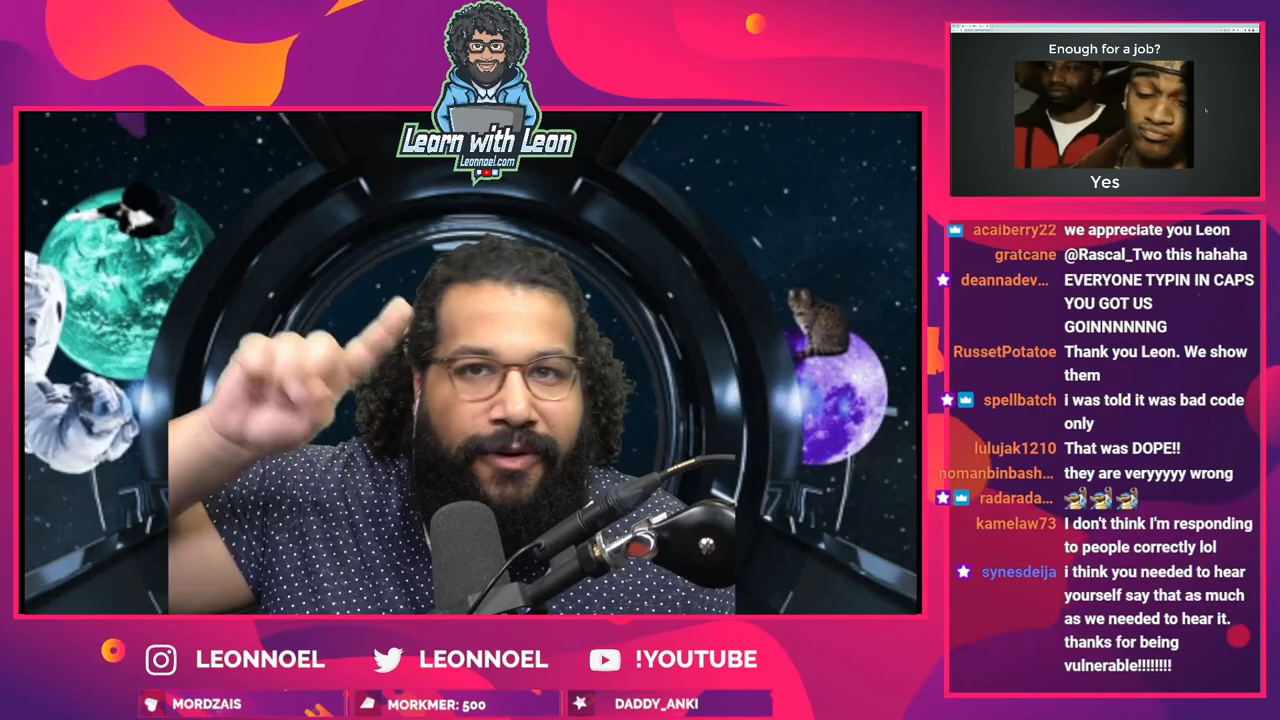 Learn with Leon
Leonnoel.com
Enough for a job?
Yes
acaiberry22 we appreciate you Leon
gratcane @Rascal_Two this hahaha
deannadev... EVERYONE TYPIN IN CAPS
YOU GOT US
GOINNNNNNG
RussetPotatoe Thank you Leon. We show
them
spellbatch i was told it was bad code
only
lulujak1210 That was DOPE!!
nomanbinbash... they are veryyyyy wrong
radarada...
kamelaw73 I don't think I'm responding
to people correctly lol
synesdeija i think you needed to hear
yourself say that as much
as we needed to hear it.
thanks for being
vulnerable!!!!!!!!
LEONNOEL LEONNOEL !YOUTUBE
MORDZAIS MORKMER: 500 DADDY_ANKI